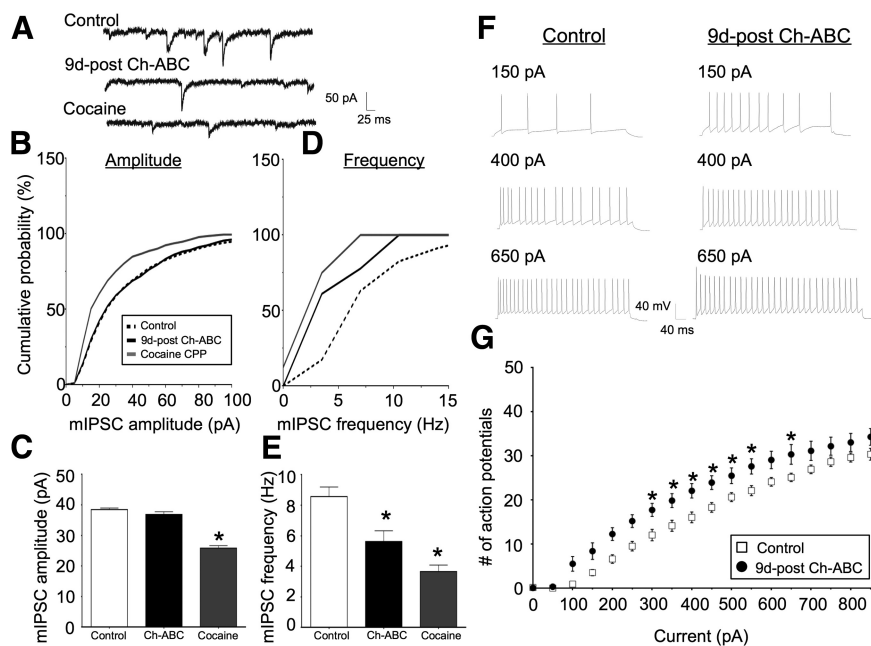 A
Control
9d-post Ch-ABC
Cocaine
50 pA
25 ms
B
Amplitude
150
100
50
0
Cumulative probability (%)
Control
9d-post Ch-ABC
Cocaine CPP
0 20 40 60 80 100
mIPSC amplitude (pA)
D
Frequency
150
100
50
0
0 5 10 15
mIPSC frequency (Hz)
C
50
40
30
20
10
0
mIPSC amplitude (pA)
*
Control Ch-ABC Cocaine
E
10
8
6
4
2
0
mIPSC frequency (Hz)
*
*
Control Ch-ABC Cocaine
F
Control 9d-post Ch-ABC
150 pA 150 pA
400 pA 400 pA
650 pA 650 pA
40 mV
40 ms
G
50
40
30
20
10
0
# of action potentials
* * * * * * *
Control
9d-post Ch-ABC
0 100 200 300 400 500 600 700 800
Current (pA)